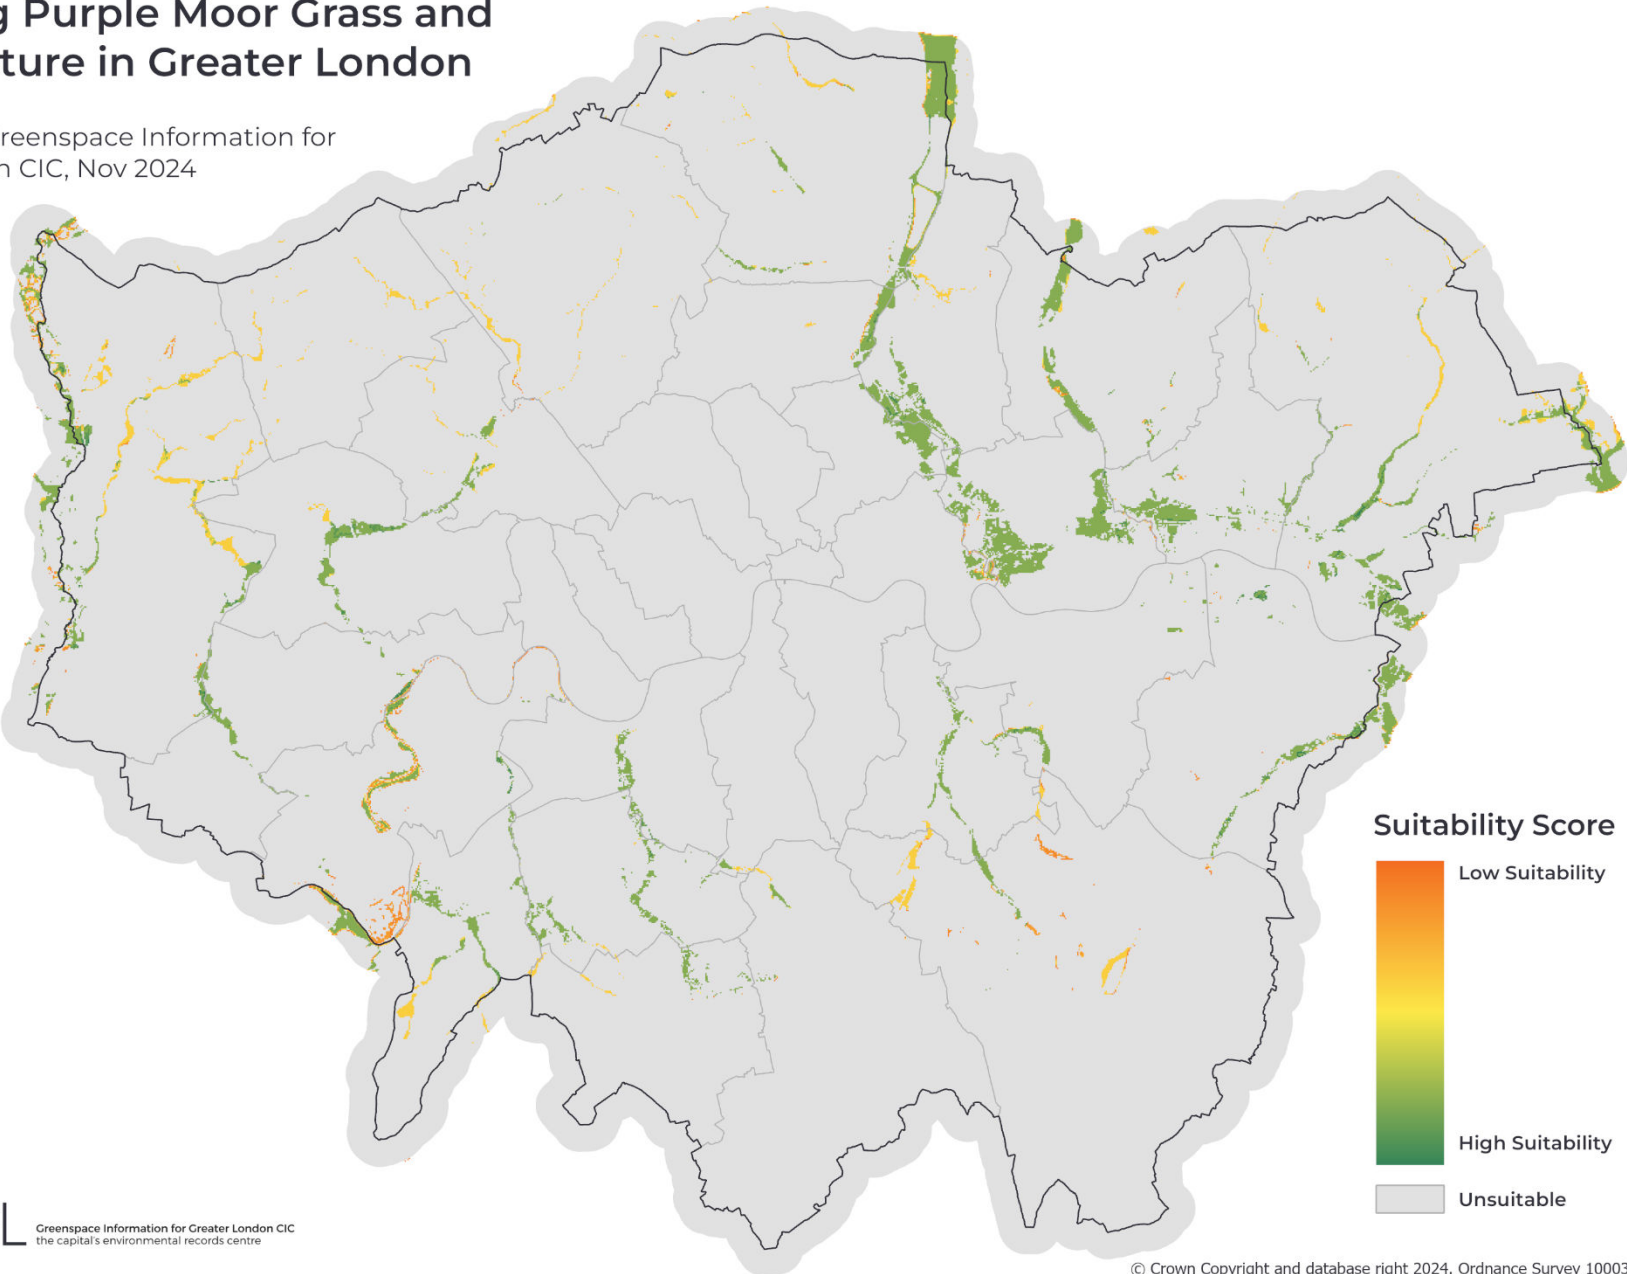 g Purple Moor Grass and
ture in Greater London
reenspace Information for
n CIC, Nov 2024
Suitability Score
Low Suitability
High Suitability
Unsuitable
L
Greenspace Information for Greater London CIC
the capital's environmental records centre
© Crown Copyright and database right 2024. Ordnance Survey 10003